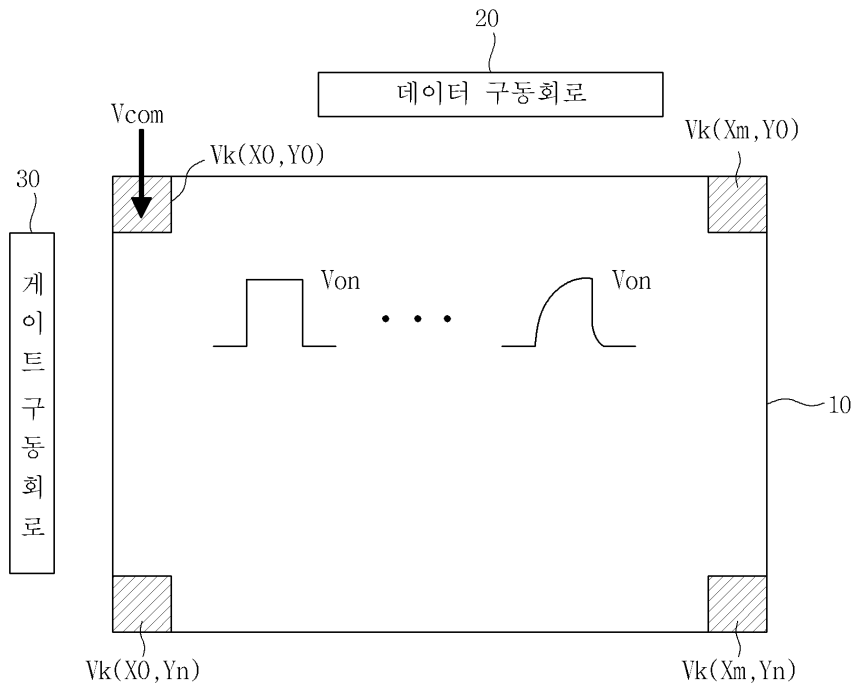 20
데이터 구동회로
Vcom
Vk(X0,Y0)
Vk(Xm,Y0)
30
게이트 구동회로
Von
Von
10
Vk(X0,Yn)
Vk(Xm,Yn)